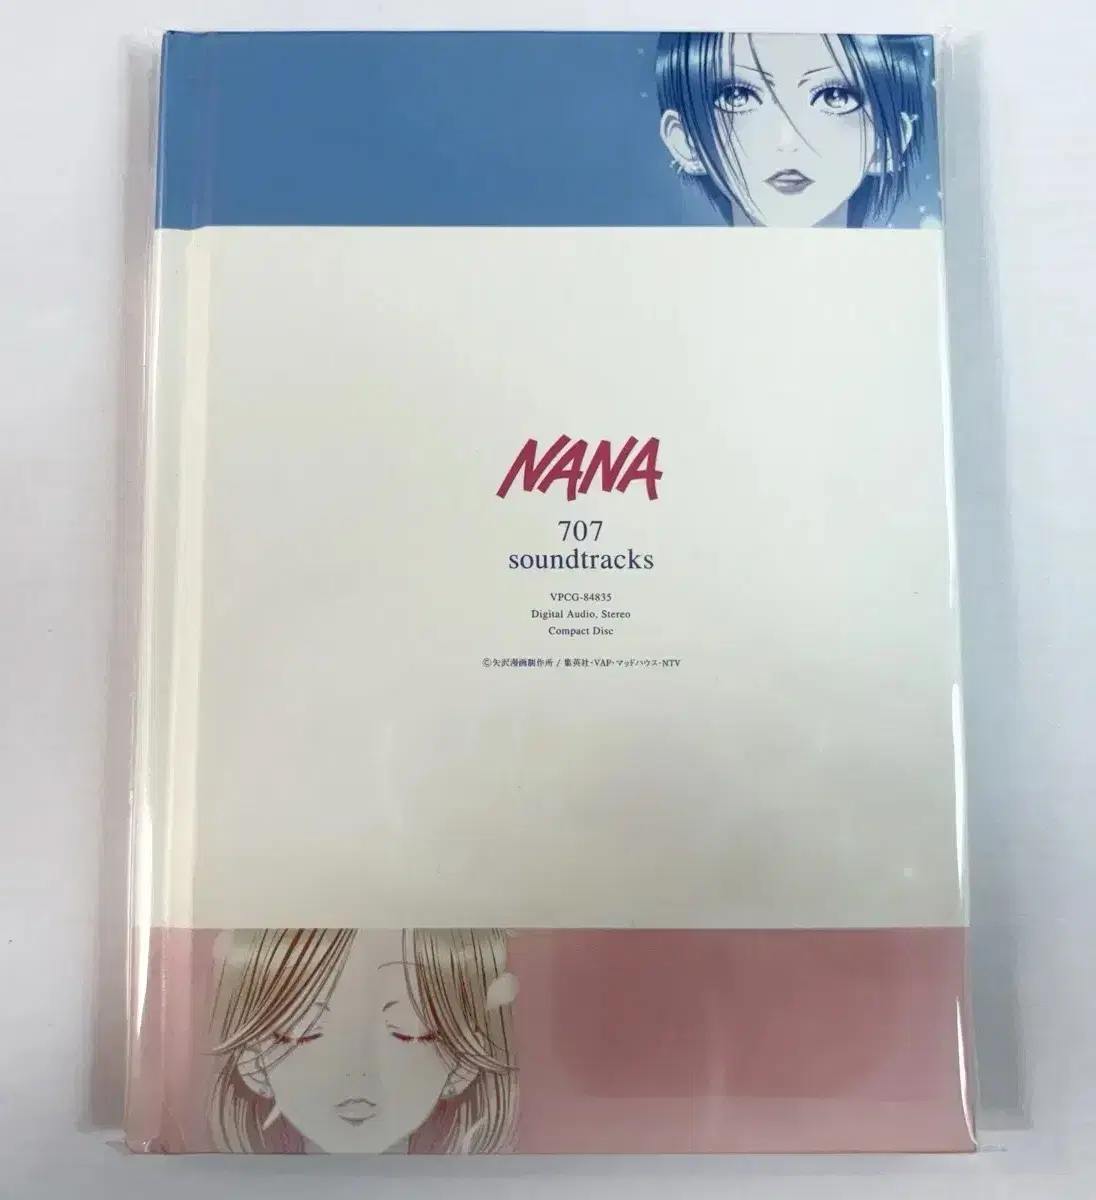 NANA
707
soundtracks
VPCG-84835
Digital Audio, Stereo
Compact Disc
©矢沢漫画制作所 / 集英社・VAP・マッドハウス・NTV